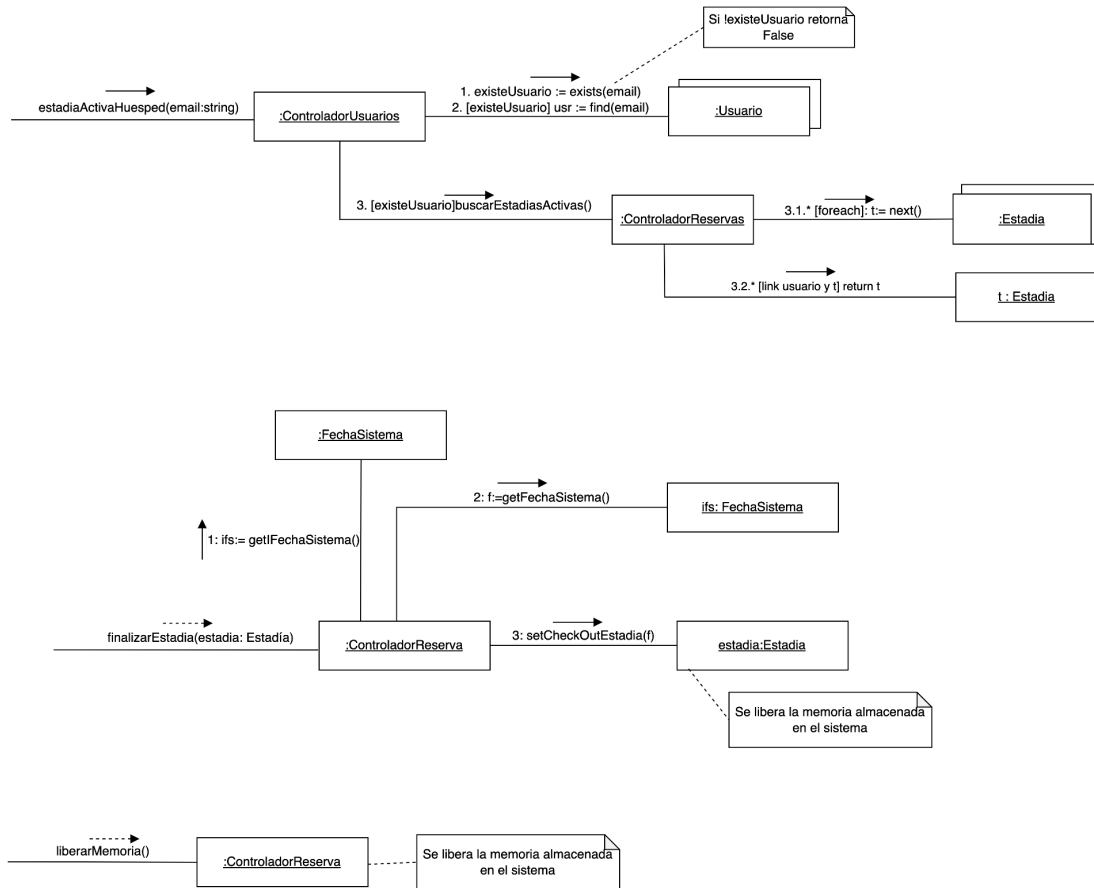 Si !existeUsuario retorna
False
estadiaActivaHuesped(email:string)
:ControladorUsuarios
1. existeUsuario := exists(email)
2. [existeUsuario] usr := find(email)
:Usuario
3. [existeUsuario]buscarEstadiasActivas()
:ControladorReservas
3.1.* [foreach]: t:= next()
:Estadia
3.2.* [link usuario y t] return t
t : Estadia
:FechaSistema
2: f:=getFechaSistema()
ifs: FechaSistema
1: ifs:= getIFechaSistema()
finalizarEstadia(estadia: Estadía)
:ControladorReserva
3: setCheckOutEstadia(f)
estadia:Estadia
Se libera la memoria almacenada
en el sistema
liberarMemoria()
:ControladorReserva
Se libera la memoria almacenada
en el sistema